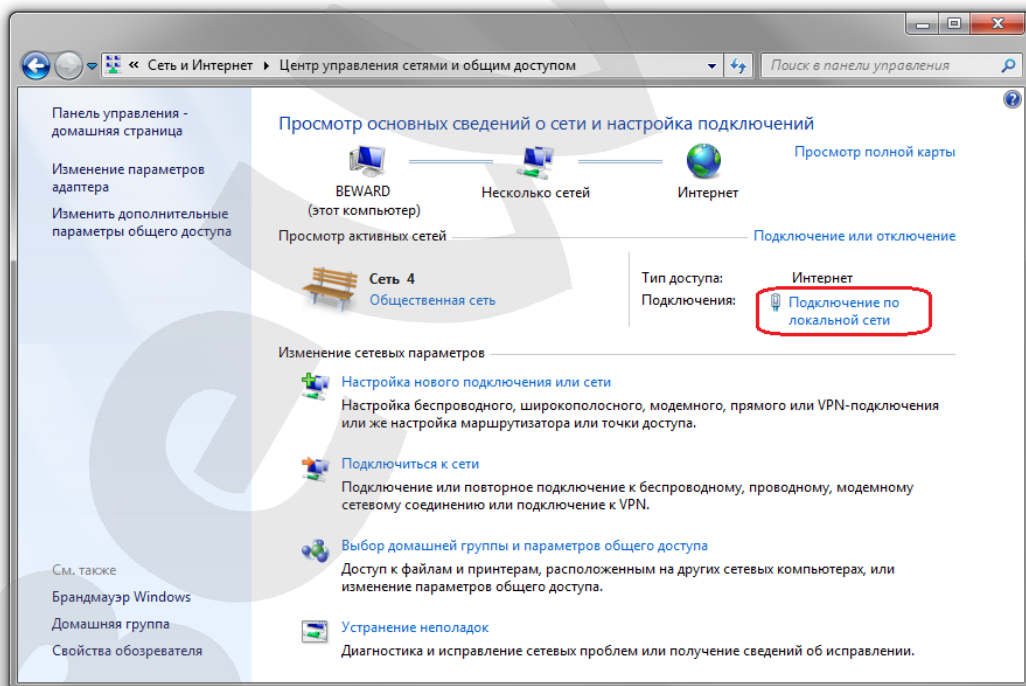 « Сеть и Интернет ▸ Центр управления сетями и общим доступом
Поиск в панели управления
Панель управления -
домашняя страница
Изменение параметров
адаптера
Изменить дополнительные
параметры общего доступа
Просмотр основных сведений о сети и настройка подключений
Просмотр полной карты
BEWARD
(этот компьютер)
Несколько сетей
Интернет
Просмотр активных сетей
Подключение или отключение
Сеть 4
Общественная сеть
Тип доступа: Интернет
Подключения: Подключение по
локальной сети
Изменение сетевых параметров
Настройка нового подключения или сети
Настройка беспроводного, широкополосного, модемного, прямого или VPN-подключения
или же настройка маршрутизатора или точки доступа.
Подключиться к сети
Подключение или повторное подключение к беспроводному, проводному, модемному
сетевому соединению или подключение к VPN.
Выбор домашней группы и параметров общего доступа
Доступ к файлам и принтерам, расположенным на других сетевых компьютерах, или
изменение параметров общего доступа.
Устранение неполадок
Диагностика и исправление сетевых проблем или получение сведений об исправлении.
См. также
Брандмауэр Windows
Домашняя группа
Свойства обозревателя